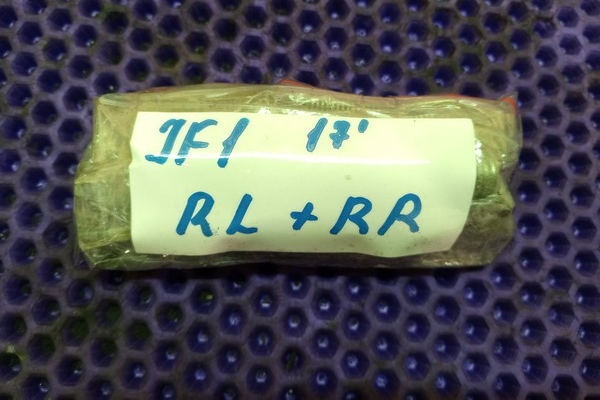 JF1 17'
RL + RR